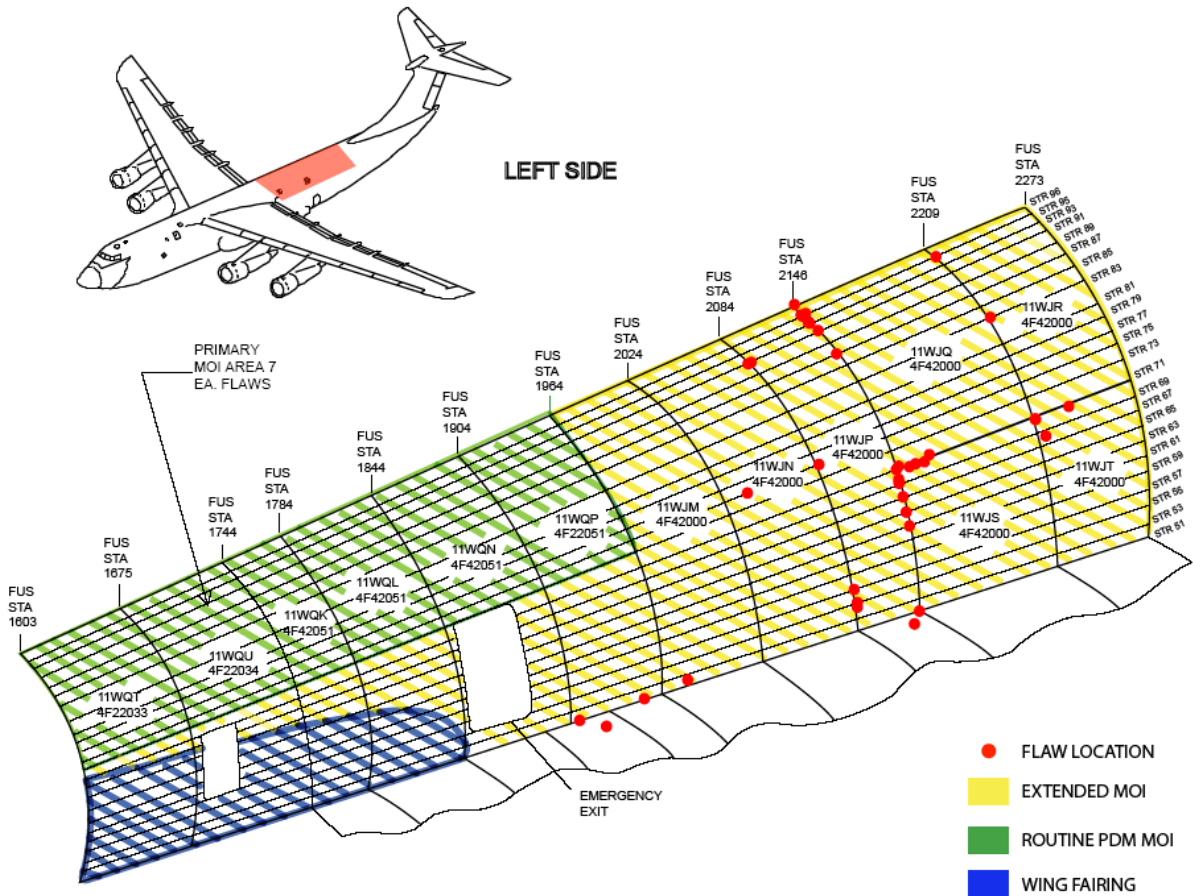 LEFT SIDE
FUS
STA
2273
FUS
STA
2209
FUS
STA
2146
FUS
STA
2084
FUS
STA
2024
FUS
STA
1964
FUS
STA
1904
FUS
STA
1844
FUS
STA
1784
FUS
STA
1744
FUS
STA
1675
FUS
STA
1603
PRIMARY
MOI AREA 7
EA. FLAWS
STR 96
STR 95
STR 93
STR 91
STR 89
STR 87
STR 85
STR 83
STR 81
STR 79
STR 77
STR 75
STR 73
STR 71
STR 69
STR 67
STR 65
STR 63
STR 61
STR 59
STR 57
STR 55
STR 53
STR 51
11WJR
4F42000
11WJQ
4F42000
11WJP
4F42000
11WJN
4F42000
11WJT
4F42000
11WJM
4F42000
11WJS
4F42000
11WQP
4F22051
11WQN
4F42051
11WQL
4F42051
11WQK
4F42051
11WQU
4F22034
11WQT
4F22033
EMERGENCY
EXIT
FLAW LOCATION
EXTENDED MOI
ROUTINE PDM MOI
WING FAIRING